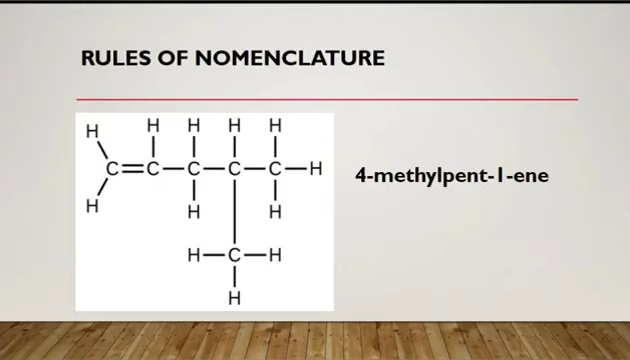 RULES OF NOMENCLATURE
H H H H H
C=C—C—C—C—H
H H H
H—C—H
H
4-methylpent-1-ene